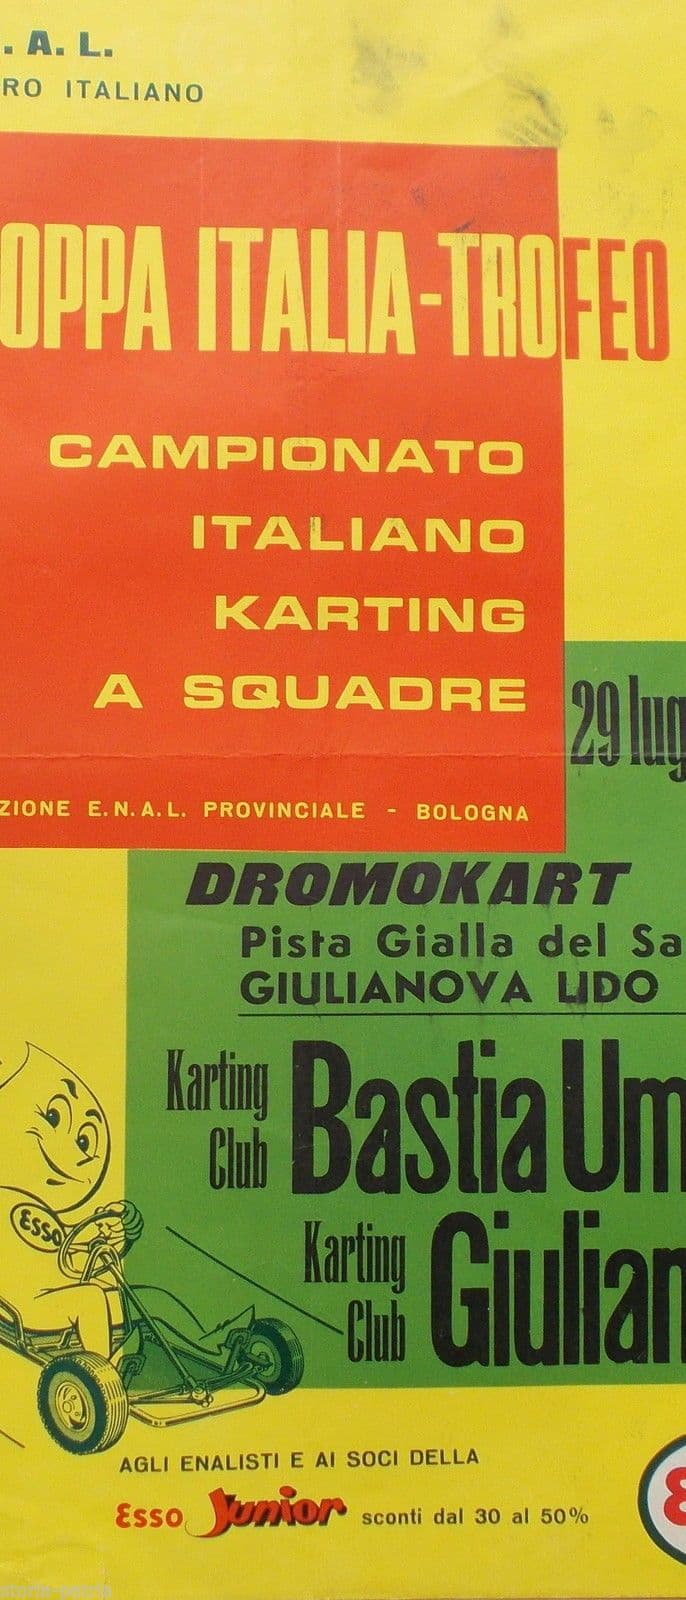 . A. L.
RO ITALIANO
OPPA ITALIA-TROFEO
CAMPIONATO
ITALIANO
KARTING
A SQUADRE
29 lug
ZIONE E.N.A.L. PROVINCIALE - BOLOGNA
DROMOKART
Pista Gialla del Sa
GIULIANOVA LIDO
Karting Club Bastia Um
Karting Club Giulian
Esso
AGLI ENALISTI E AI SOCI DELLA
Esso Junior sconti dal 30 al 50%